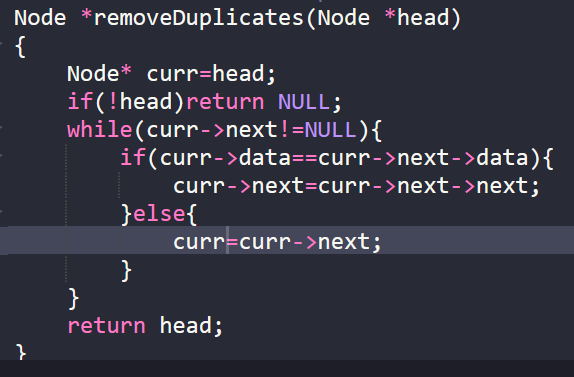 Node *removeDuplicates(Node *head)
{
    Node* curr=head;
    if(!head)return NULL;
    while(curr->next!=NULL){
        if(curr->data==curr->next->data){
            curr->next=curr->next->next;
        }else{
            curr=curr->next;
        }
    }
    return head;
}